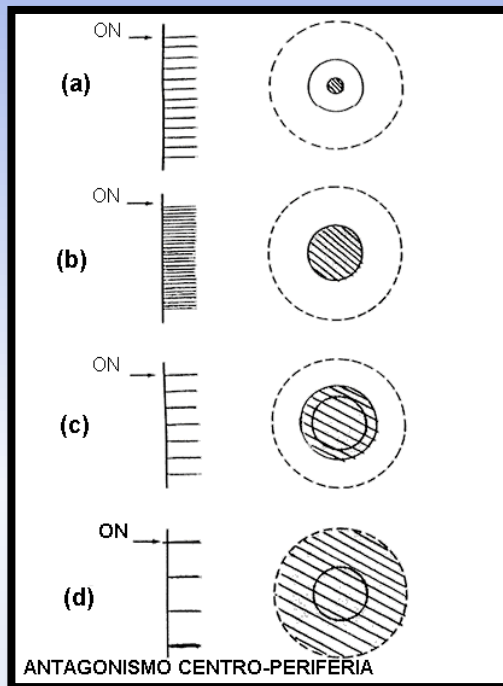 ON
(a)
ON
(b)
ON
(c)
ON
(d)
ANTAGONISMO CENTRO-PERIFERIA